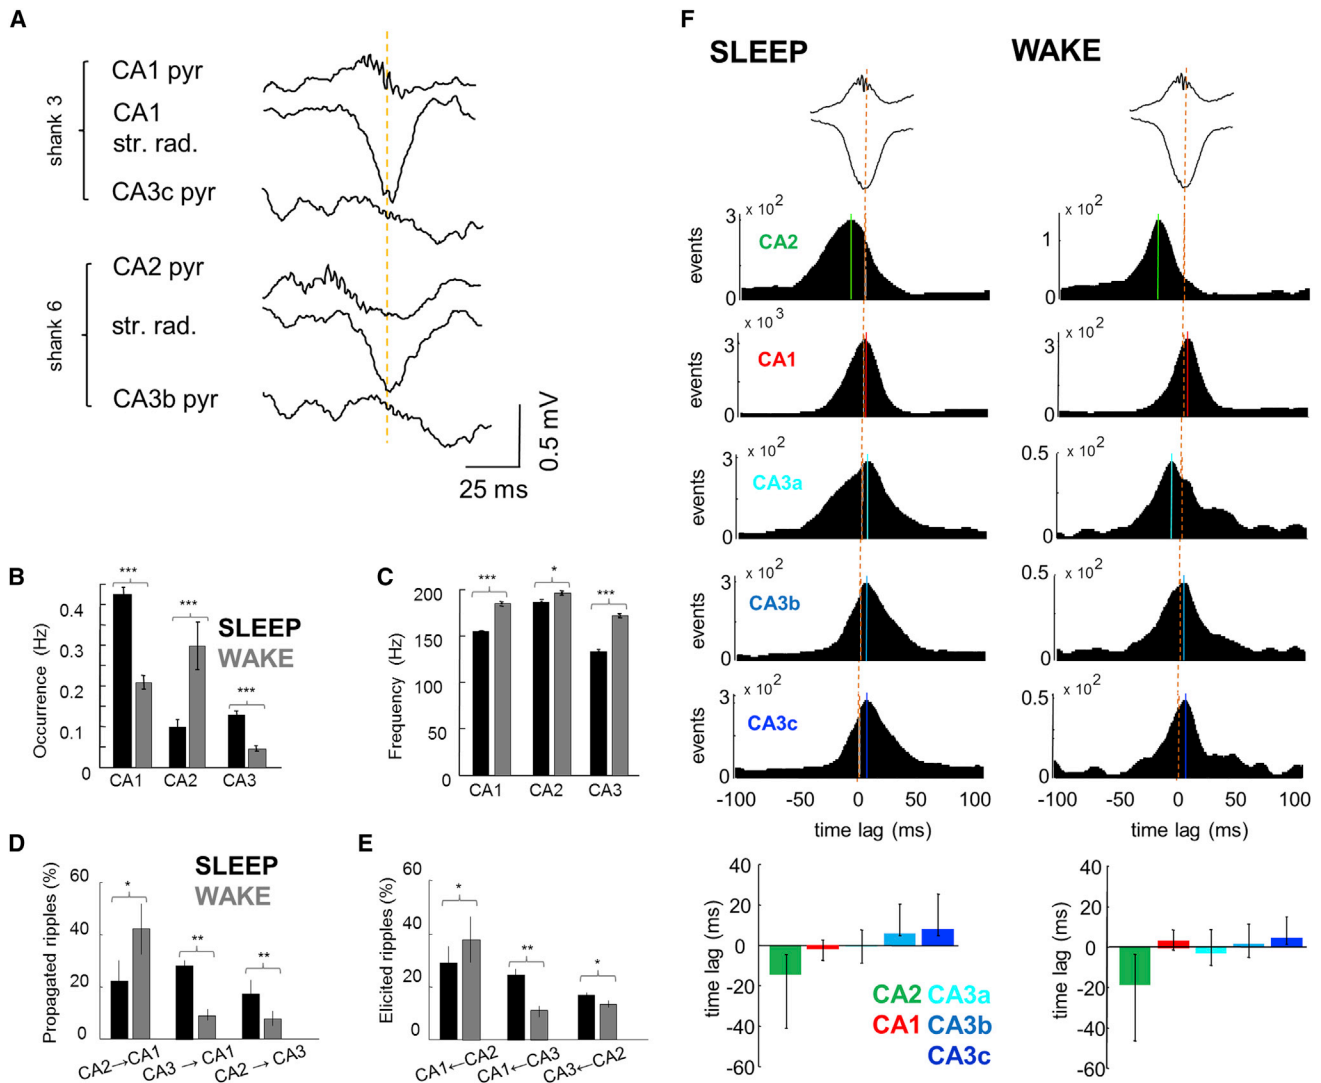 A
shank 3
CA1 pyr
CA1
str. rad.
CA3c pyr
shank 6
CA2 pyr
str. rad.
CA3b pyr
0.5 mV
25 ms
B
Occurrence (Hz)
0.4
0.3
0.2
0.1
0
***
***
***
SLEEP
WAKE
CA1
CA2
CA3
C
Frequency (Hz)
200
150
100
50
0
***
*
***
CA1
CA2
CA3
D
Propagated ripples (%)
60
40
20
0
*
**
**
SLEEP
WAKE
CA2→CA1
CA3 → CA1
CA2 → CA3
E
Elicited ripples (%)
60
40
20
0
*
**
*
CA1←CA2
CA1←CA3
CA3←CA2
F
SLEEP
WAKE
events
3
0
x 10²
CA2
x 10²
1
0
events
3
0
x 10³
CA1
x 10²
3
0
events
3
0
x 10²
CA3a
0.5
0
x 10²
events
3
0
x 10²
CA3b
0.5
0
x 10²
events
3
0
x 10²
CA3c
0.5
0
x 10²
-100 -50 0 50 100
time lag (ms)
-100 -50 0 50 100
time lag (ms)
time lag (ms)
40
20
0
-20
-40
-60
CA2 CA3a
CA1 CA3b
CA3c
time lag (ms)
40
20
0
-20
-40
-60